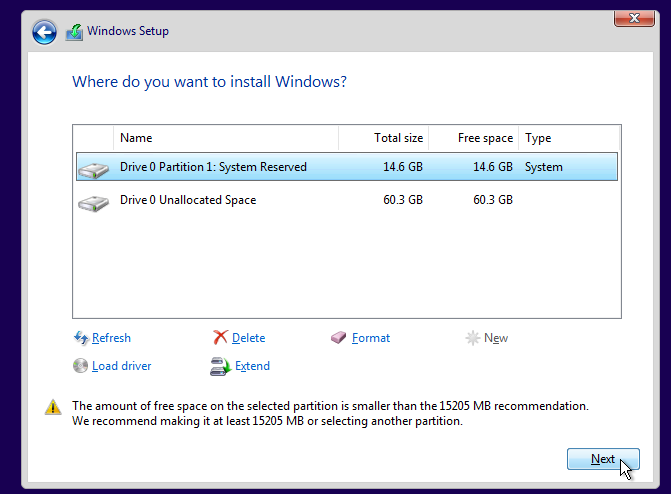 Windows Setup
Where do you want to install Windows?
Name Total size Free space Type
Drive 0 Partition 1: System Reserved 14.6 GB 14.6 GB System
Drive 0 Unallocated Space 60.3 GB 60.3 GB
Refresh Delete Format New
Load driver Extend
The amount of free space on the selected partition is smaller than the 15205 MB recommendation.
We recommend making it at least 15205 MB or selecting another partition.
Next